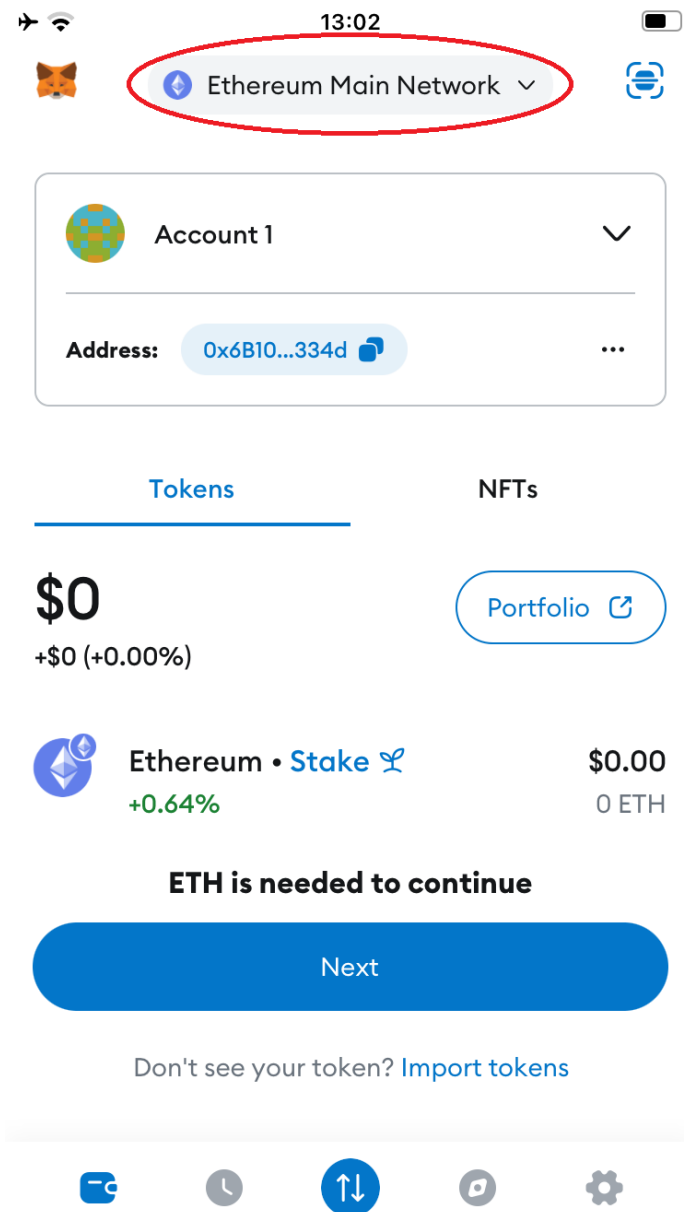 13:02
Ethereum Main Network
Account 1
Address: 0x6B10...334d
Tokens NFTs
$0
Portfolio
+$0 (+0.00%)
Ethereum • Stake $0.00
+0.64% 0 ETH
ETH is needed to continue
Next
Don't see your token? Import tokens